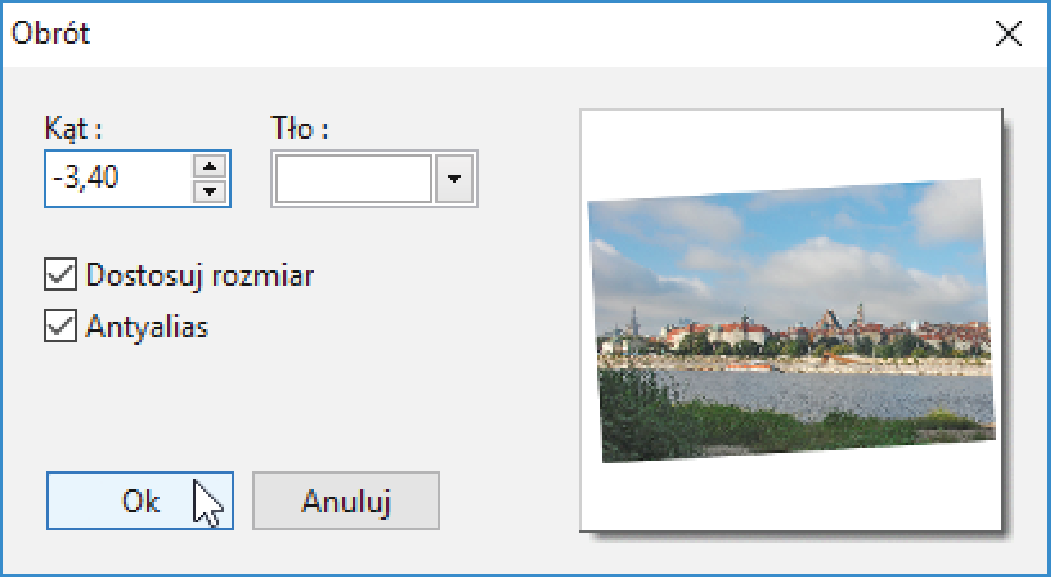 Obrót
Kąt : Tło :
-3,40
Dostosuj rozmiar
Antyalias
Ok Anuluj